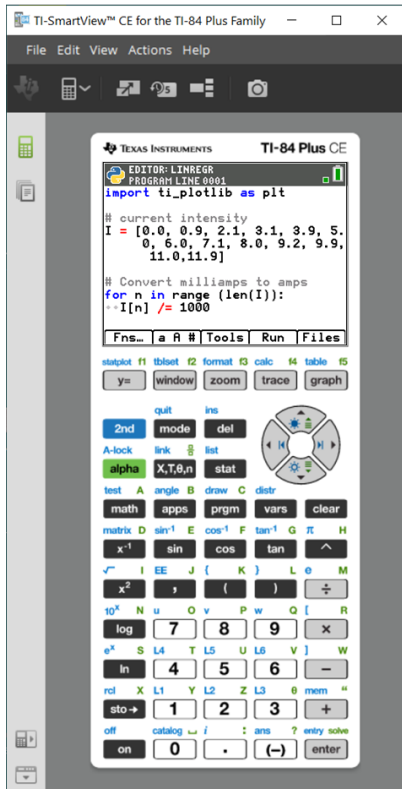 TI-SmartView™ CE for the TI-84 Plus Family
File Edit View Actions Help
TEXAS INSTRUMENTS TI-84 Plus CE
EDITOR: LINREGR
PROGRAM LINE 0001
import ti_plotlib as plt
# current intensity
I = [0.0, 0.9, 2.1, 3.1, 3.9, 5.
0, 6.0, 7.1, 8.0, 9.2, 9.9,
11.0,11.9]
# Convert milliamps to amps
for n in range (len(I)):
I[n] /= 1000
Fns… a A # Tools Run Files
statplot f1 tblset f2 format f3 calc f4 table f5
y= window zoom trace graph
quit ins
2nd mode del
A-lock link list
alpha X,T,θ,n stat
test A angle B draw C distr
math apps prgm vars clear
matrix D sin-1 E cos-1 F tan-1 G π H
x-1 sin cos tan ^
√ I EE J { K } L e M
x² , ( ) ÷
10x N u O v P w Q [ R
log 7 8 9 ×
ex S L4 T L5 U L6 V ] W
ln 4 5 6 −
rcl X L1 Y L2 Z L3 θ mem "
sto→ 1 2 3 +
off catalog i : ans ? entry solve
on 0 . (−) enter